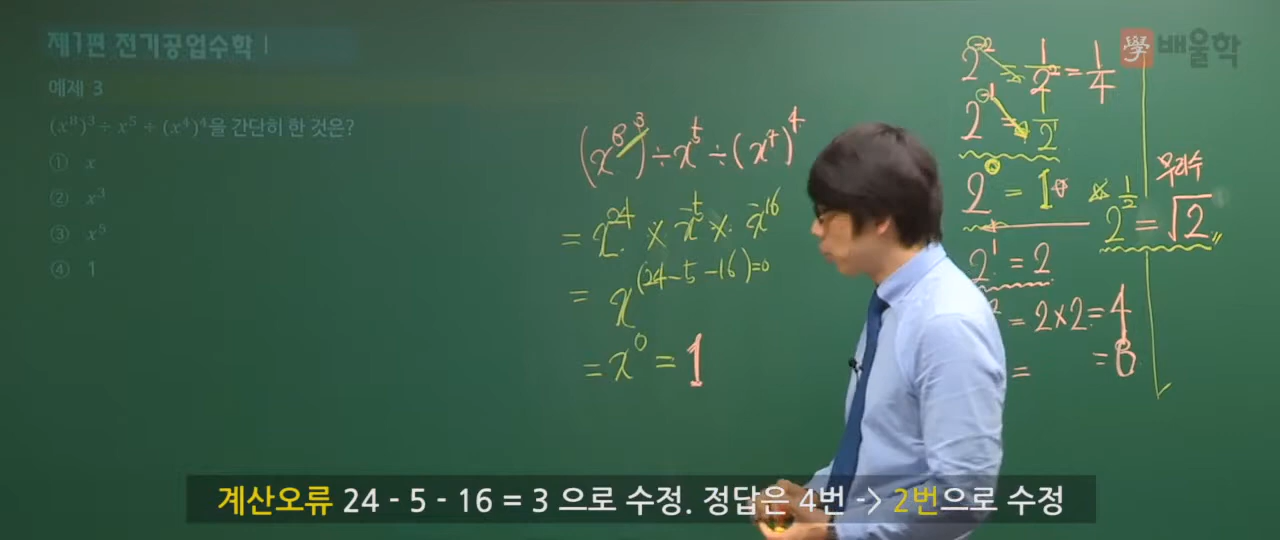 제1편 전기공업수학 |
예제 3
(x⁸)³ ÷ x⁵ ÷ (x⁴)⁴을 간단히 한 것은?
① x
② x³
③ x⁵
④ 1
(x⁸)³ ÷ x⁵ ÷ (x⁴)⁴
= x²⁴ × x⁻⁵ × x⁻¹⁶
= x⁽²⁴⁻⁵⁻¹⁶⁾⁼⁰
= x⁰ = 1
배울학
2⁻² = 1/2² = 1/4
2⁻¹ = 1/2
2⁰ = 1
무리수
2^½ = √2
2¹ = 2
² = 2×2 = 4
= = 8
계산오류 24 - 5 - 16 = 3 으로 수정. 정답은 4번 -> 2번으로 수정